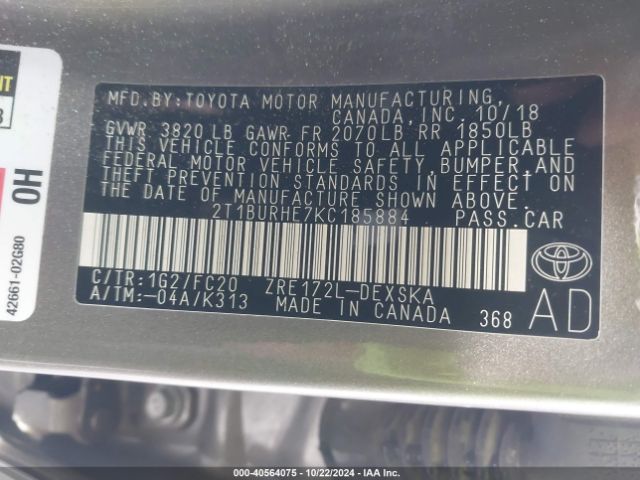 MFD.BY:TOYOTA MOTOR MANUFACTURING,
CANADA, INC. 10/18
GVWR 3820 LB GAWR FR 2070LB RR 1850LB
THIS VEHICLE CONFORMS TO ALL APPLICABLE
FEDERAL MOTOR VEHICLE SAFETY, BUMPER, AND
THEFT PREVENTION STANDARDS IN EFFECT ON
THE DATE OF MANUFACTURE SHOWN ABOVE.
2T1BURHE7KC185884 PASS.CAR
C/TR:1G2/FC20 ZRE172L-DEXSKA
A/TM:-04A/K313 MADE IN CANADA 368
AD
OH
42661-02G80
000-40564075 - 10/22/2024 - IAA Inc.